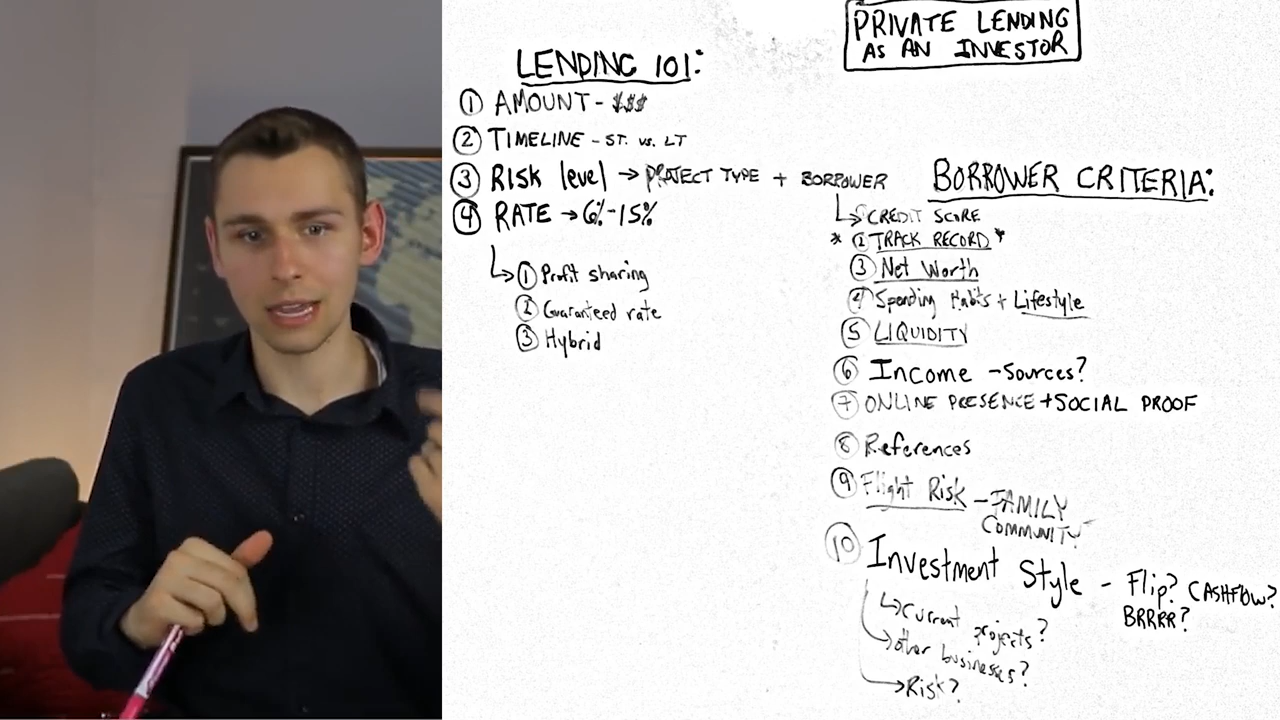 PRIVATE LENDING
AS AN INVESTOR
LENDING 101:
① AMOUNT - $$$
② TIMELINE - ST. vs. LT
③ Risk level → PROJECT TYPE + BORROWER
④ RATE → 6%-15%
① Profit sharing
② Guaranteed rate
③ Hybrid
BORROWER CRITERIA:
CREDIT SCORE
* ② TRACK RECORD *
③ Net Worth
④ Spending Habits + Lifestyle
⑤ LIQUIDITY
⑥ Income - Sources?
⑦ ONLINE PRESENCE + SOCIAL PROOF
⑧ References
⑨ Flight Risk - FAMILY
COMMUNITY
⑩ Investment Style - Flip? CASHFLOW?
BRRRR?
↳ Current projects?
→ other businesses?
→ Risk?